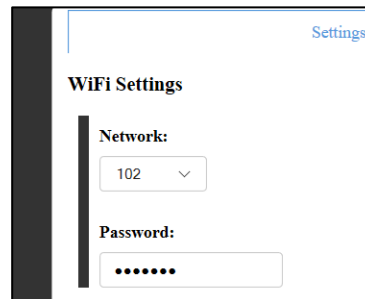 Settings
WiFi Settings
Network:
102
Password:
•••••••